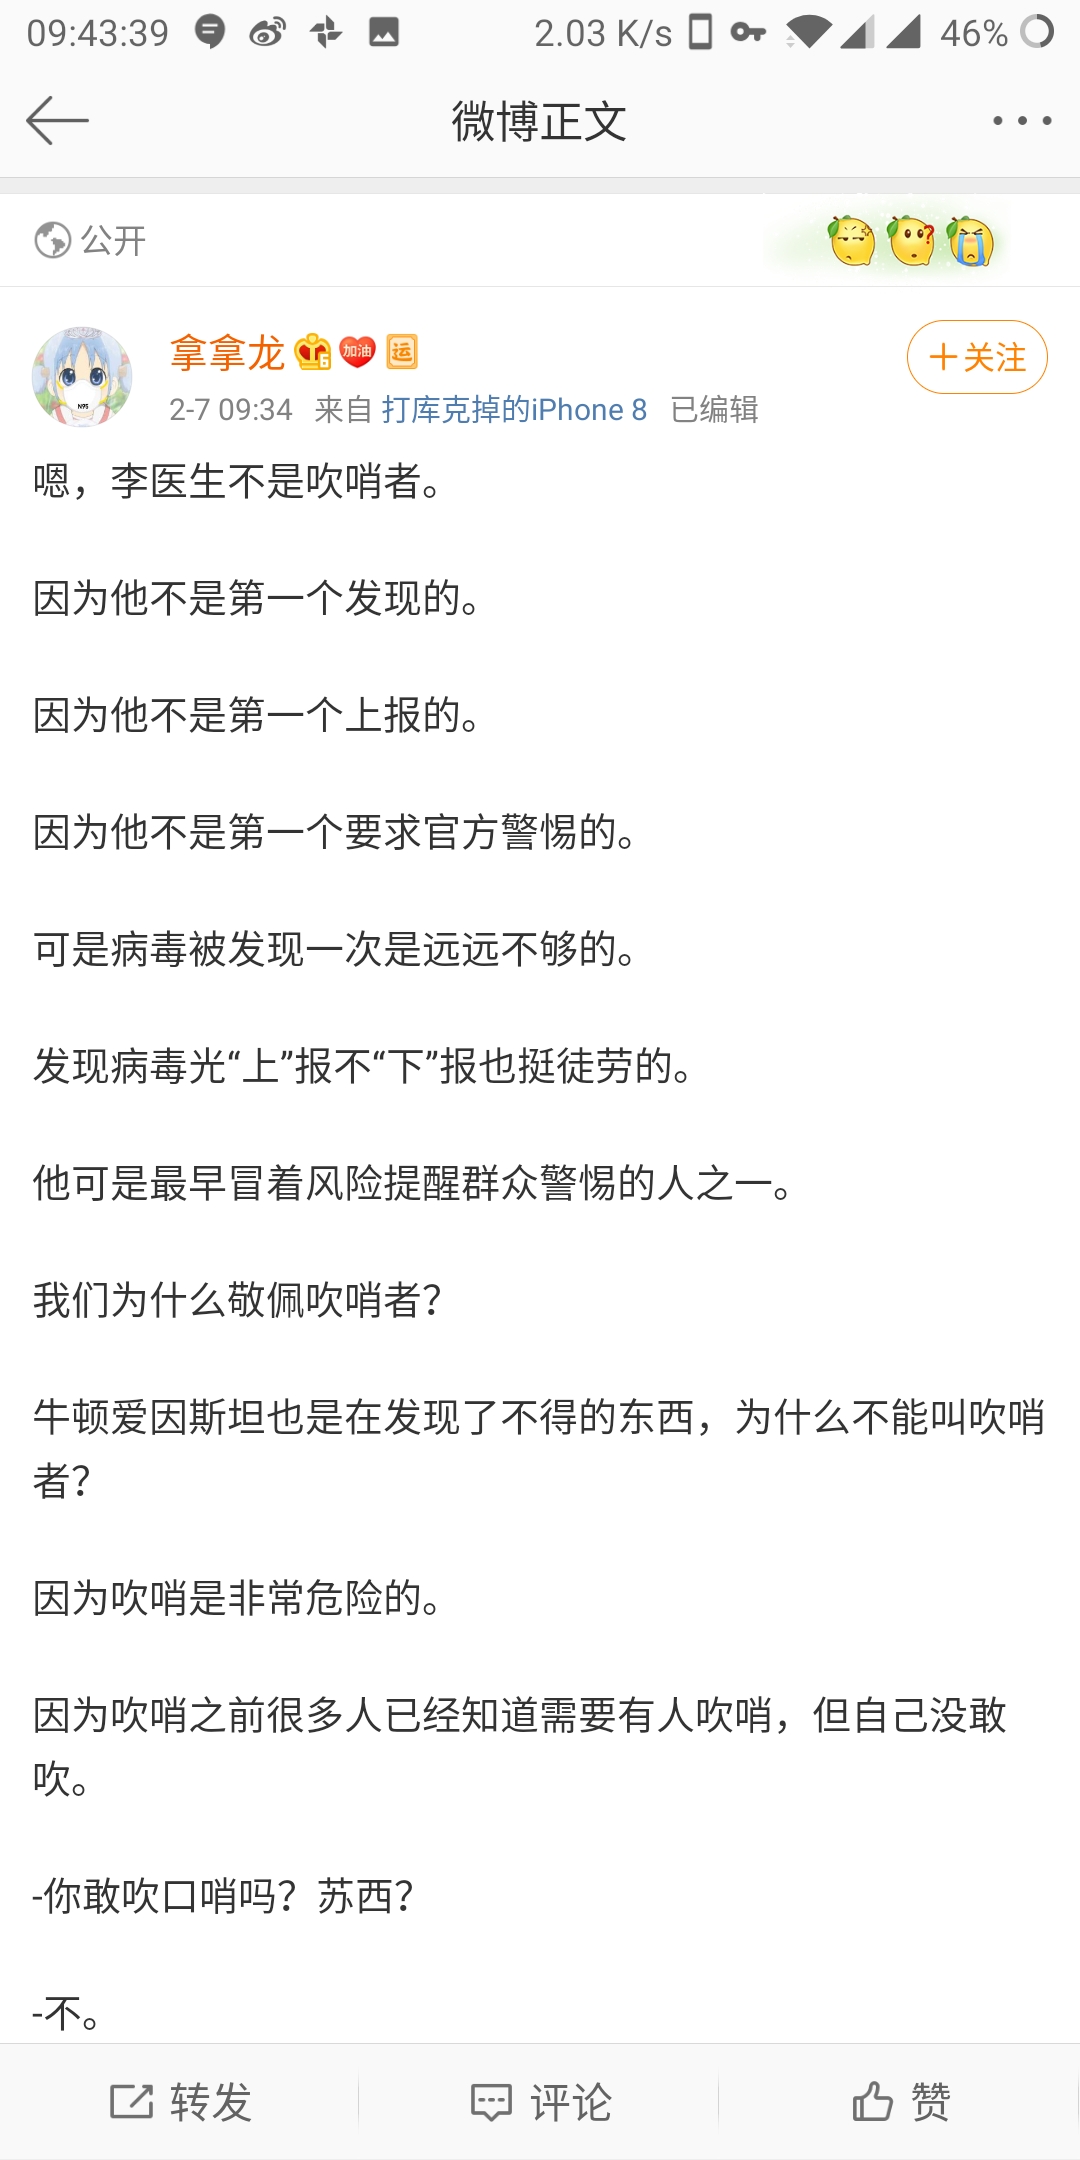 09:43:39 2.03 K/s 46%
微博正文
公开
拿拿龙 6 加油 运
+关注
2-7 09:34 来自 打库克掉的iPhone 8 已编辑
N95
嗯，李医生不是吹哨者。
因为他不是第一个发现的。
因为他不是第一个上报的。
因为他不是第一个要求官方警惕的。
可是病毒被发现一次是远远不够的。
发现病毒光“上”报不“下”报也挺徒劳的。
他可是最早冒着风险提醒群众警惕的人之一。
我们为什么敬佩吹哨者？
牛顿爱因斯坦也是在发现了不得的东西，为什么不能叫吹哨
者？
因为吹哨是非常危险的。
因为吹哨之前很多人已经知道需要有人吹哨，但自己没敢
吹。
-你敢吹口哨吗？苏西？
-不。
转发 评论 赞